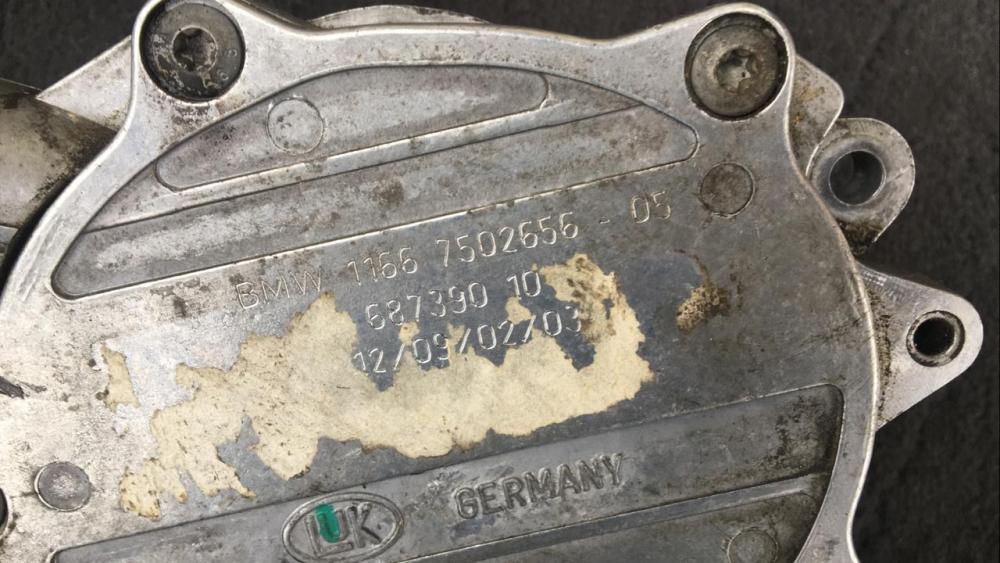 BMW 1166 7502656 - 05
687390 10
12/09/02/03
LUK GERMANY